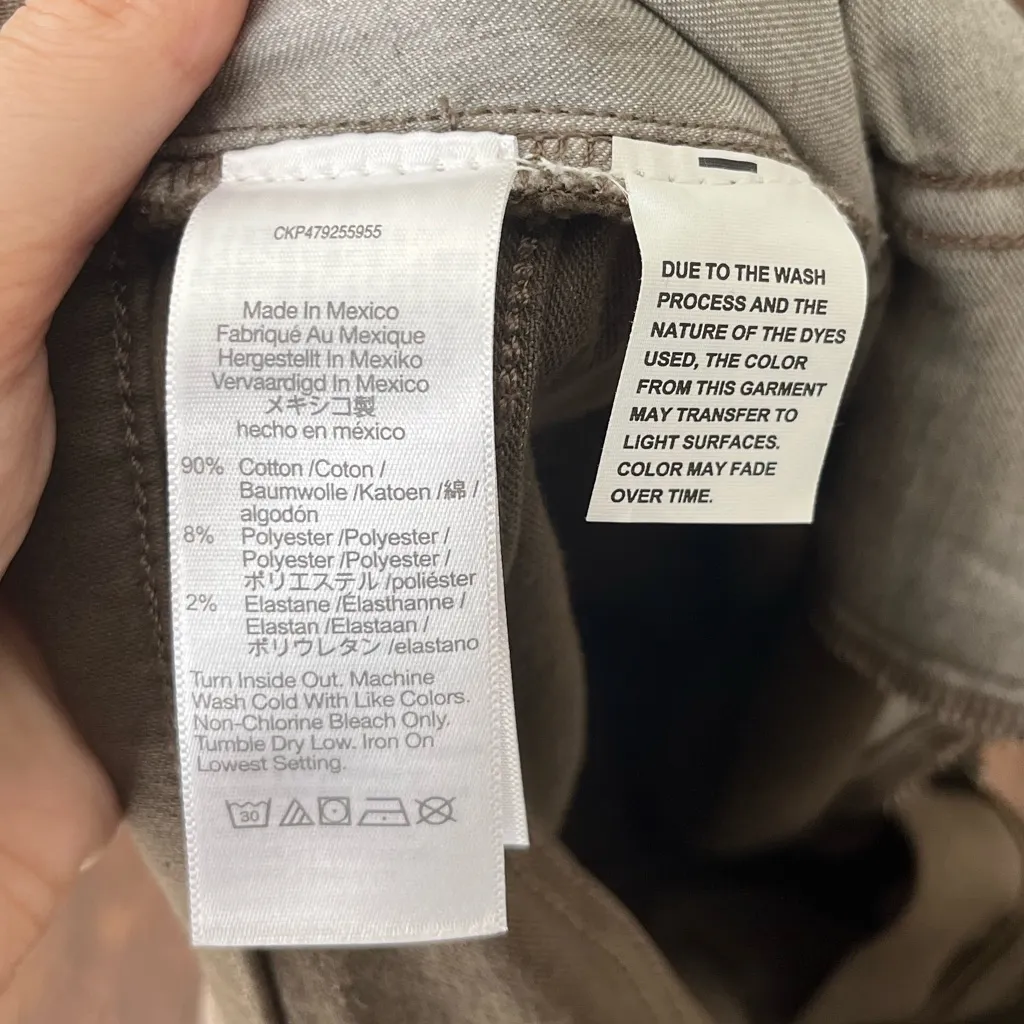 CKP479255955
Made In Mexico
Fabriqué Au Mexique
Hergestellt In Mexiko
Vervaardigd In Mexico
メキシコ製
hecho en méxico
90% Cotton /Coton /
Baumwolle /Katoen /綿 /
algodón
8% Polyester /Polyester /
Polyester /Polyester /
ポリエステル /poliéster
2% Elastane /Elasthanne /
Elastan /Elastaan /
ポリウレタン /elastano
Turn Inside Out. Machine
Wash Cold With Like Colors.
Non-Chlorine Bleach Only.
Tumble Dry Low. Iron On
Lowest Setting.
30
DUE TO THE WASH
PROCESS AND THE
NATURE OF THE DYES
USED, THE COLOR
FROM THIS GARMENT
MAY TRANSFER TO
LIGHT SURFACES.
COLOR MAY FADE
OVER TIME.